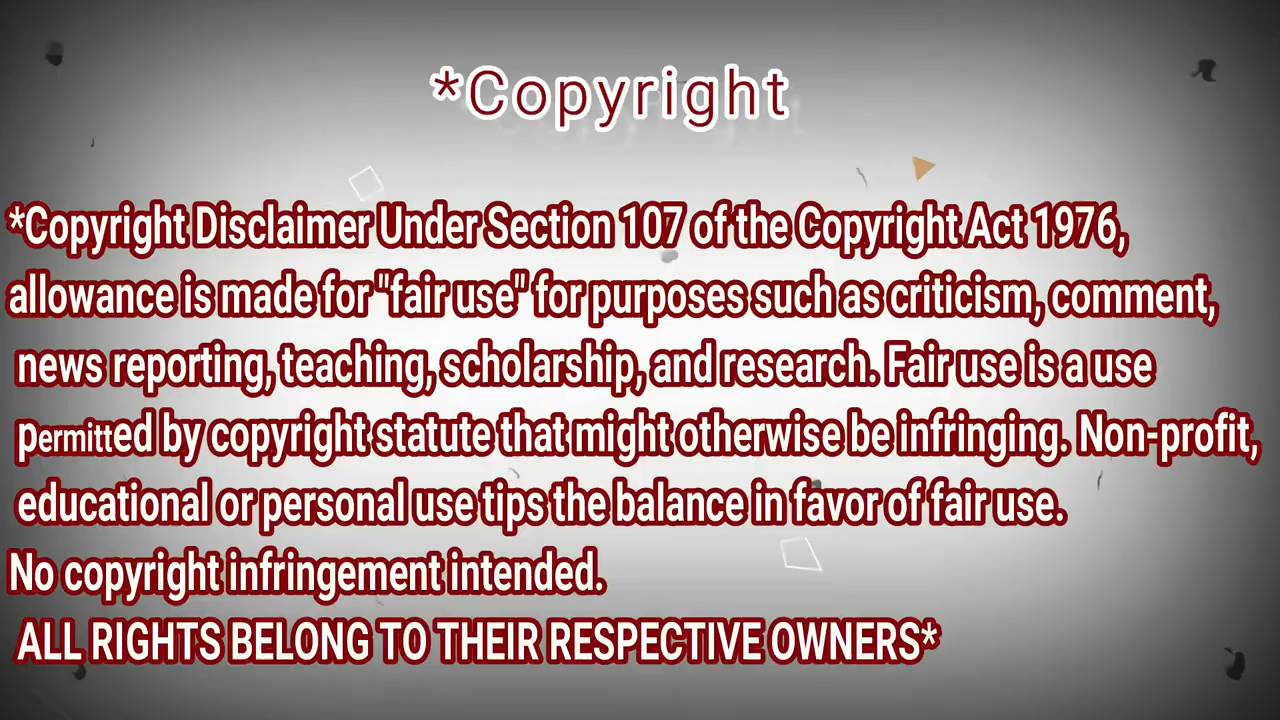 *Copyright
*Copyright Disclaimer Under Section 107 of the Copyright Act 1976,
allowance is made for "fair use" for purposes such as criticism, comment,
news reporting, teaching, scholarship, and research. Fair use is a use
permitted by copyright statute that might otherwise be infringing. Non-profit,
educational or personal use tips the balance in favor of fair use.
No copyright infringement intended.
ALL RIGHTS BELONG TO THEIR RESPECTIVE OWNERS*